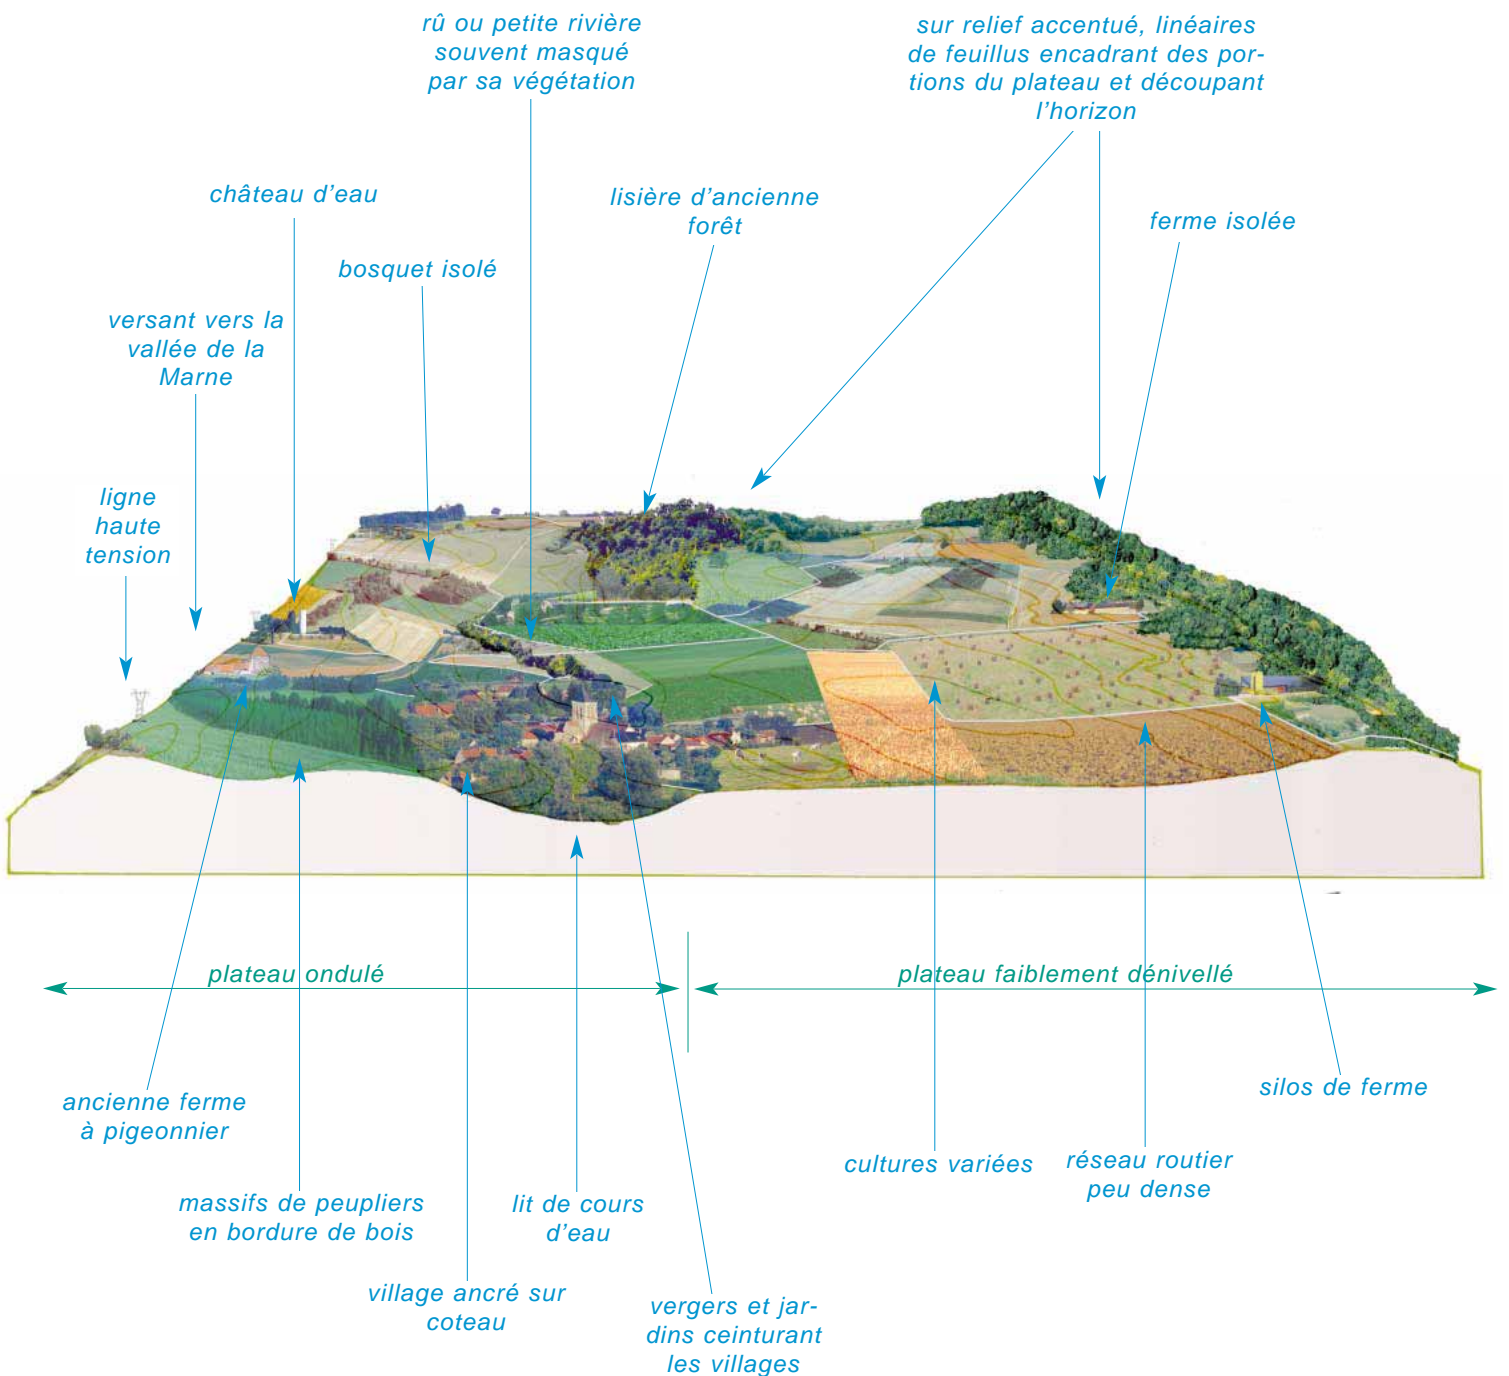 rû ou petite rivière
souvent masqué
par sa végétation
sur relief accentué, linéaires
de feuillus encadrant des por-
tions du plateau et découpant
l'horizon
château d'eau
lisière d'ancienne
forêt
ferme isolée
bosquet isolé
versant vers la
vallée de la
Marne
ligne
haute
tension
plateau ondulé
plateau faiblement dénivellé
ancienne ferme
à pigeonnier
silos de ferme
cultures variées
réseau routier
peu dense
massifs de peupliers
en bordure de bois
lit de cours
d'eau
village ancré sur
coteau
vergers et jar-
dins ceinturant
les villages